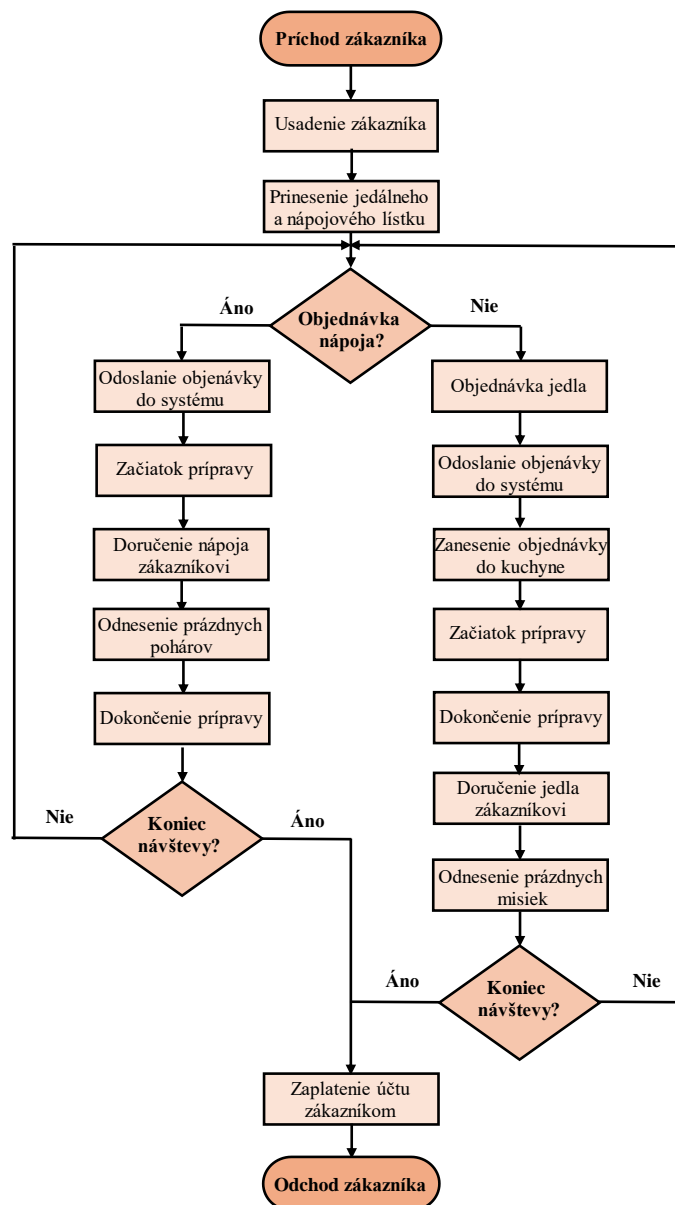 Príchod zákazníka
Usadenie zákazníka
Prinesenie jedálneho
a nápojového lístku
Objednávka
nápoja?
Áno
Nie
Odoslanie objenávky
do systému
Začiatok prípravy
Doručenie nápoja
zákazníkovi
Odnesenie prázdnych
pohárov
Dokončenie prípravy
Koniec
návštevy?
Nie
Áno
Objednávka jedla
Odoslanie objenávky
do systému
Zanesenie objednávky
do kuchyne
Začiatok prípravy
Dokončenie prípravy
Doručenie jedla
zákazníkovi
Odnesenie prázdnych
misiek
Koniec
návštevy?
Áno
Nie
Zaplatenie účtu
zákazníkom
Odchod zákazníka